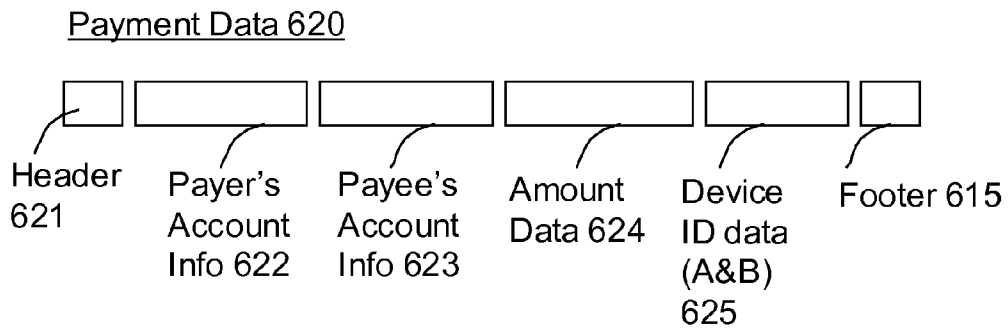 Payment Data 620
Header
621
Payer's
Account
Info 622
Payee's
Account
Info 623
Amount
Data 624
Device
ID data
(A&B)
625
Footer 615